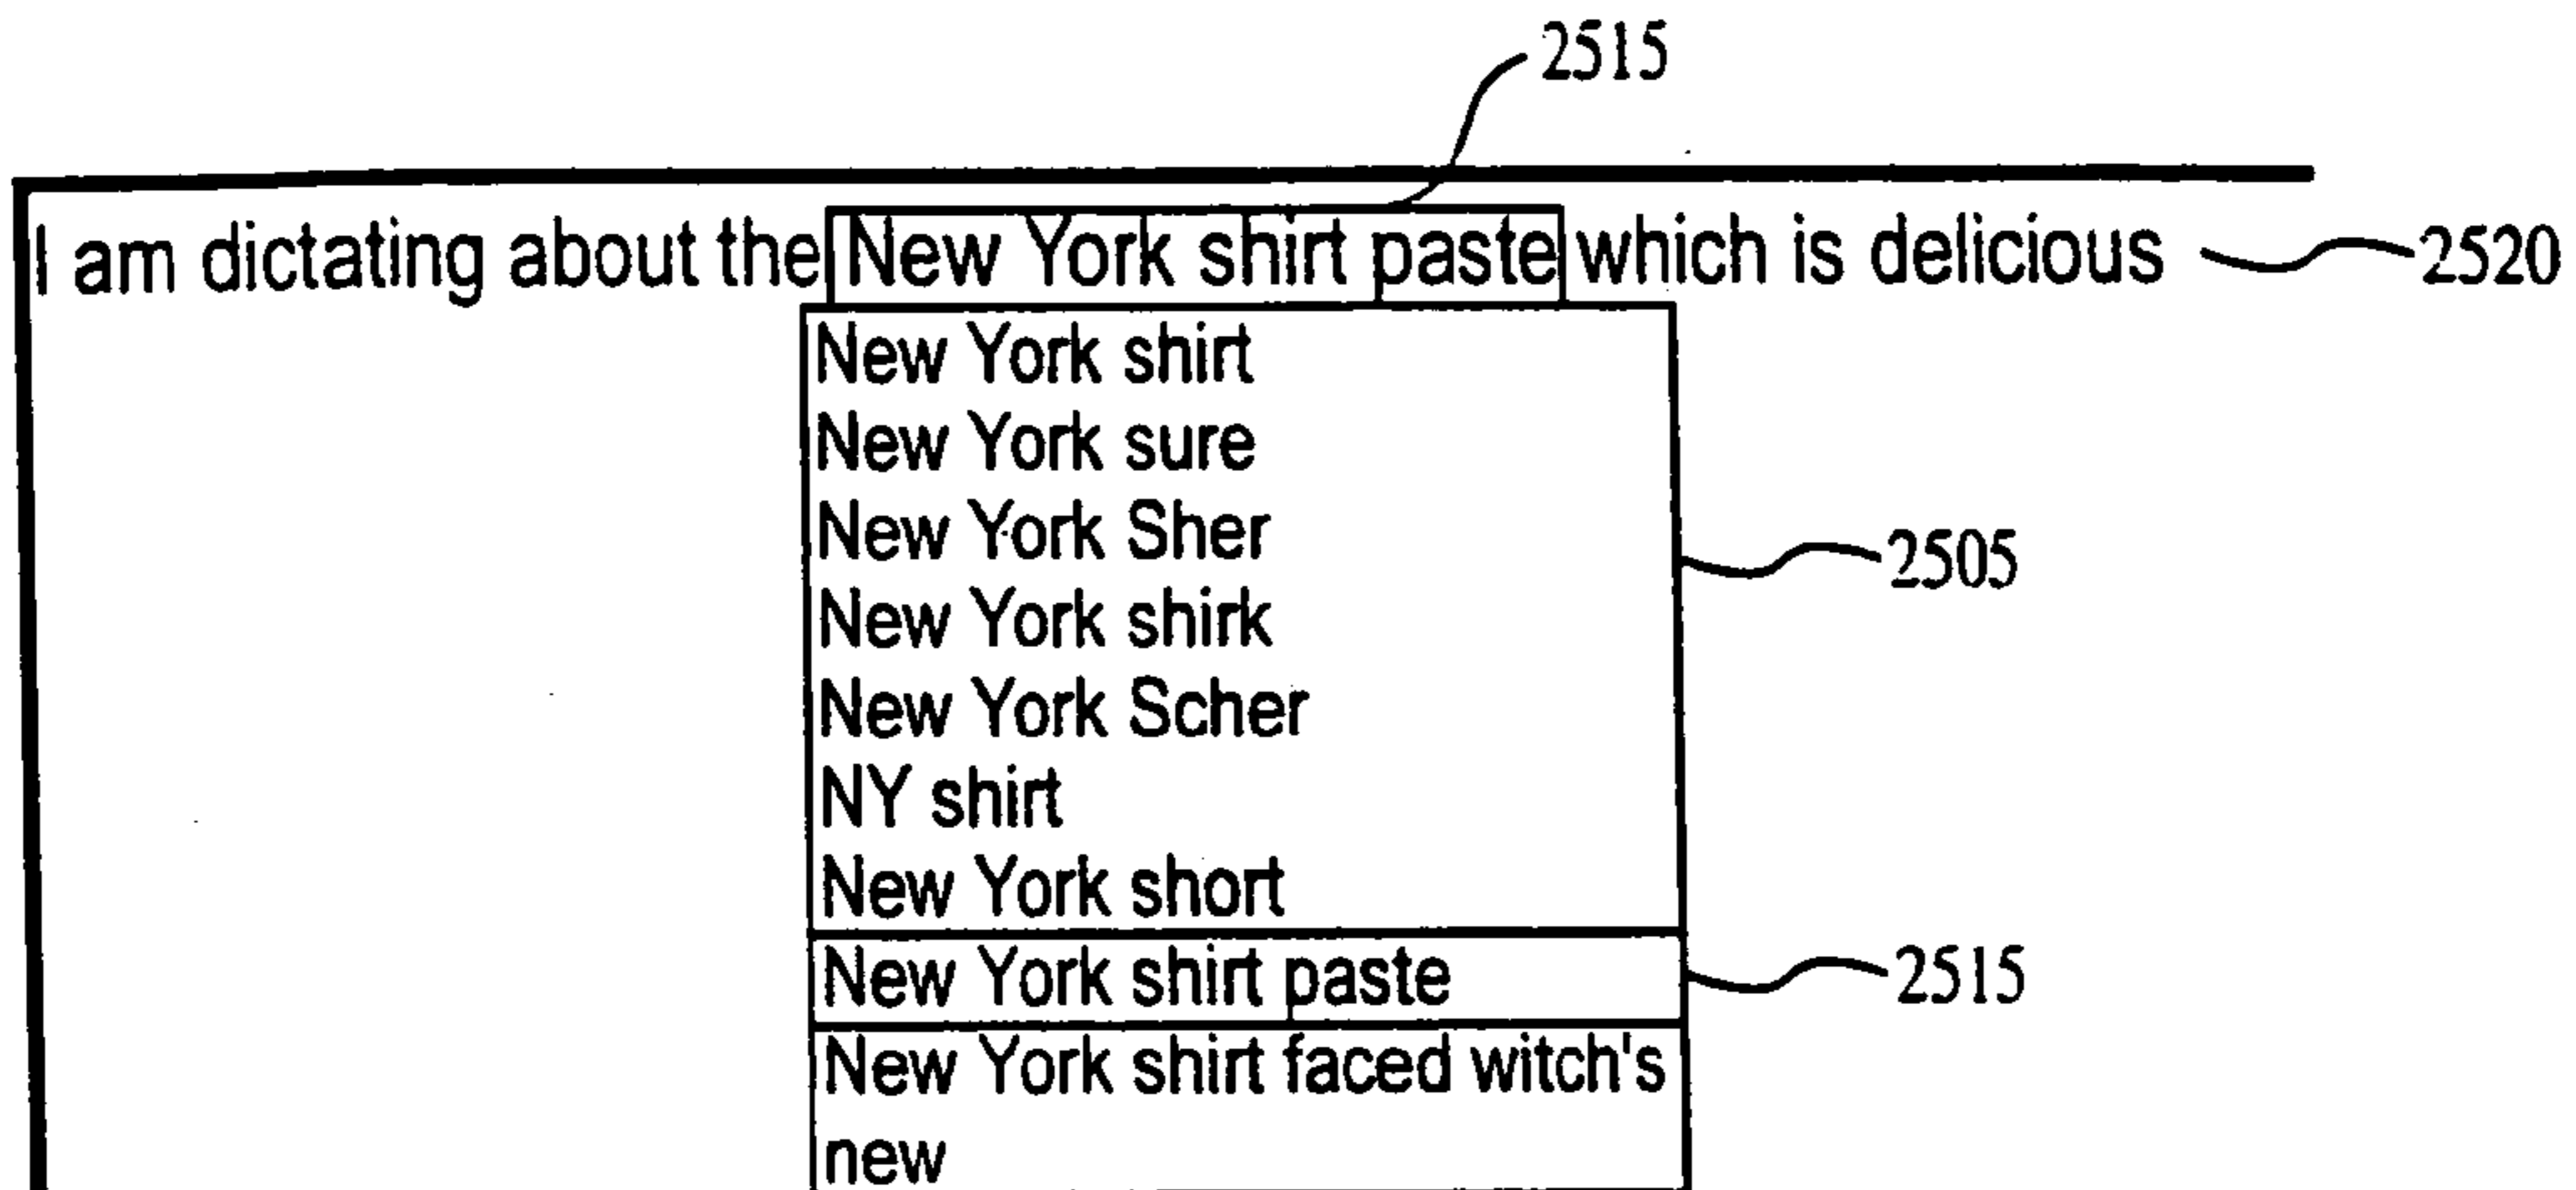 2515
I am dictating about the New York shirt paste which is delicious 2520
New York shirt
New York sure
New York Sher
2505
New York shirk
New York Scher
NY shirt
New York short
New York shirt paste 2515
New York shirt faced witch's
new